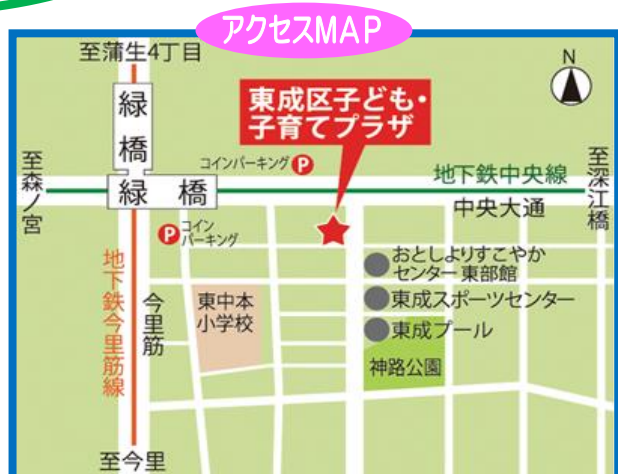 アクセスMAP
至蒲生4丁目
N
緑橋
東成区子ども・
子育てプラザ
コインパーキング P
至森ノ宮
緑橋
地下鉄中央線
中央大通
至深江橋
P コイン
パーキング
おとしよりすこやか
センター東部館
東成スポーツセンター
東成プール
神路公園
東中本
小学校
今里筋
地下鉄今里筋線
至今里